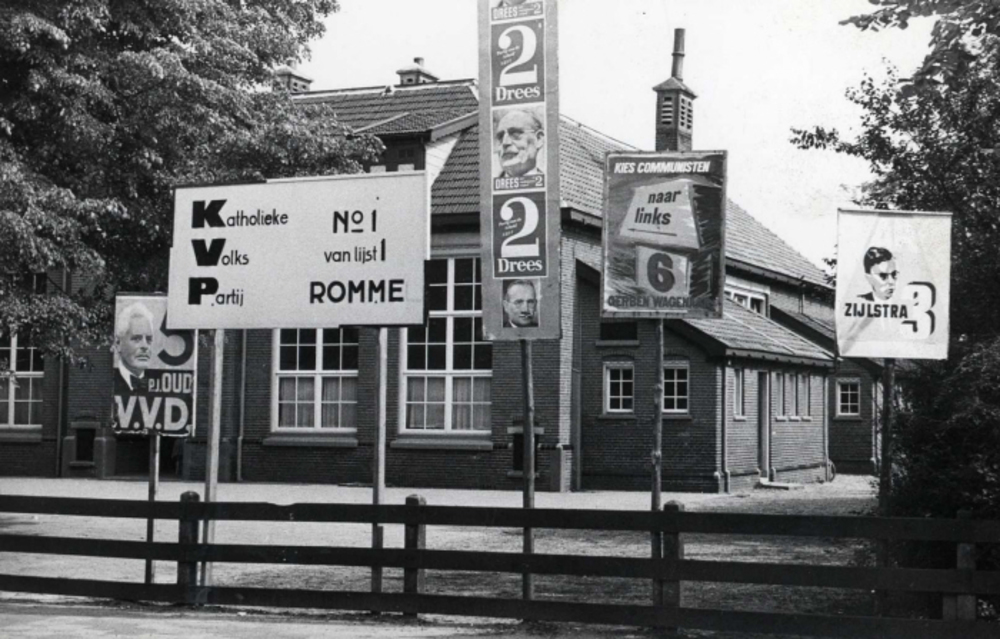 5
P.J. OUD
V.V.D.
Katholieke
Volks
Partij
No 1
van lijst 1
ROMME
DREES 2
2
Drees
DREES 2
2
Drees
KIES COMMUNISTEN
naar
links
6
GERBEN WAGENAAR
ZIJLSTRA 3